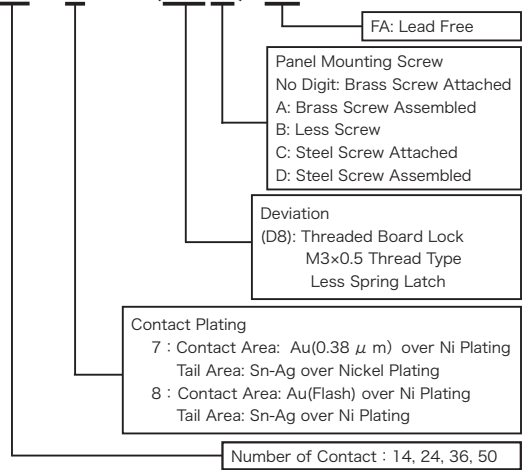 FA: Lead Free
Panel Mounting Screw
No Digit: Brass Screw Attached
A: Brass Screw Assembled
B: Less Screw
C: Steel Screw Attached
D: Steel Screw Assembled
Deviation
(D8): Threaded Board Lock
M3×0.5 Thread Type
Less Spring Latch
Contact Plating
7：Contact Area: Au(0.38 μ m) over Ni Plating
Tail Area: Sn-Ag over Nickel Plating
8：Contact Area: Au(Flash) over Ni Plating
Tail Area: Sn-Ag over Ni Plating
Number of Contact：14, 24, 36, 50